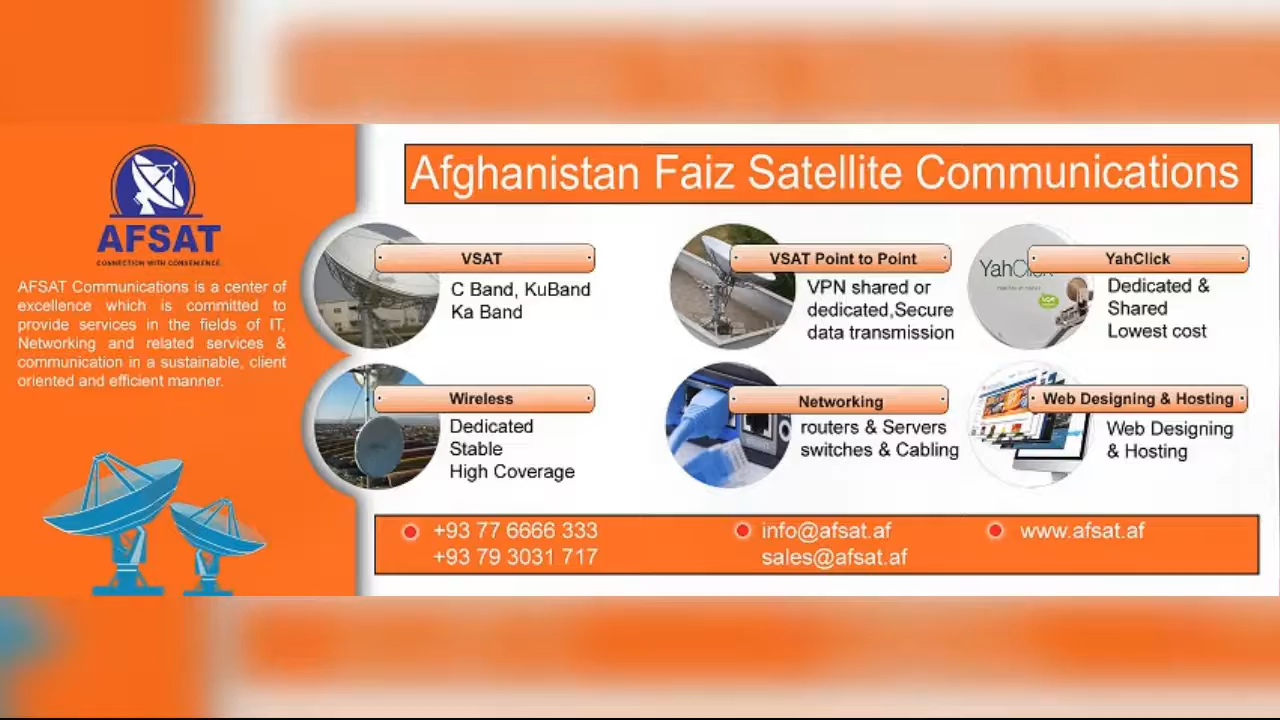 Afghanistan Faiz Satellite Communications
AFSAT
CONNECTION WITH CONVENIENCE
AFSAT Communications is a center of
excellence which is committed to
provide services in the fields of IT,
Networking and related services &
communication in a sustainable, client
oriented and efficient manner.
VSAT
C Band, KuBand
Ka Band
VSAT Point to Point
VPN shared or
dedicated,Secure
data transmission
YahClick
YahClick
Dedicated &
Shared
Lowest cost
Wireless
Dedicated
Stable
High Coverage
Networking
routers & Servers
switches & Cabling
Web Designing & Hosting
Web Designing
& Hosting
+93 77 6666 333
+93 79 3031 717
info@afsat.af
sales@afsat.af
www.afsat.af